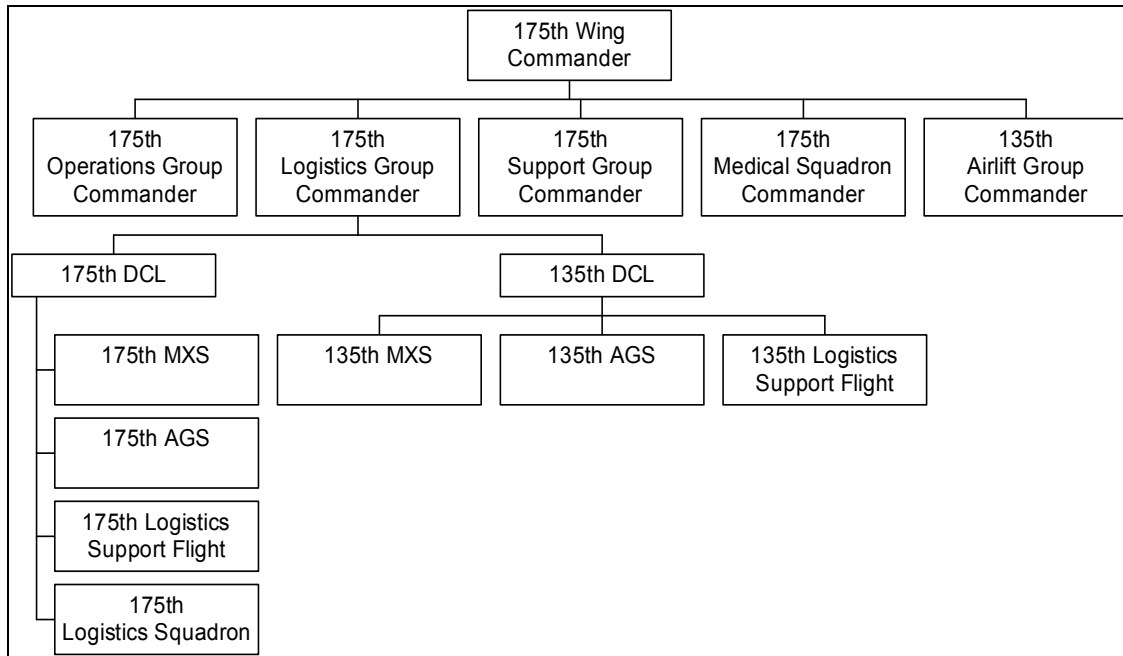 175th Wing
Commander
175th
Operations Group
Commander
175th
Logistics Group
Commander
175th
Support Group
Commander
175th
Medical Squadron
Commander
135th
Airlift Group
Commander
175th DCL
135th DCL
175th MXS
135th MXS
135th AGS
135th Logistics
Support Flight
175th AGS
175th Logistics
Support Flight
175th
Logistics Squadron